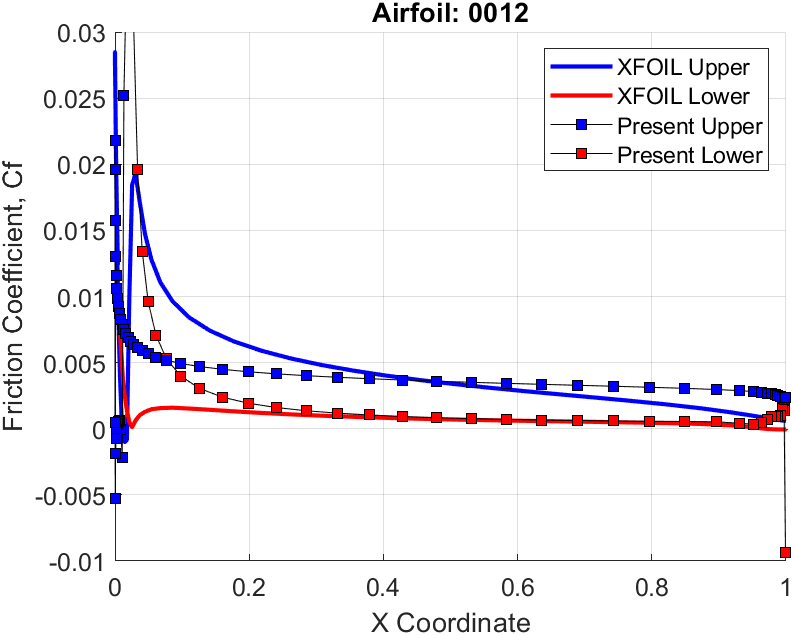 Airfoil: 0012
0.03
0.025
0.02
0.015
0.01
0.005
0
-0.005
-0.01
Friction Coefficient, Cf
XFOIL Upper
XFOIL Lower
Present Upper
Present Lower
0
0.2
0.4
0.6
0.8
1
X Coordinate